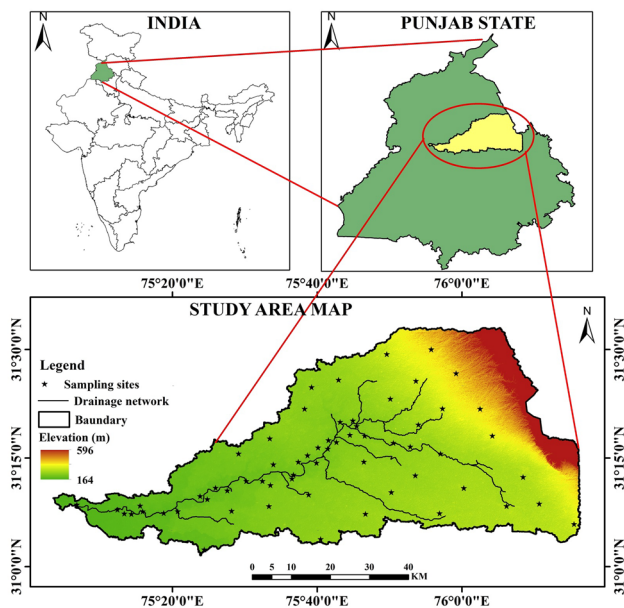 INDIA
N
PUNJAB STATE
N
75°20'0"E
75°40'0"E
76°0'0"E
STUDY AREA MAP
N
Legend
Sampling sites
Drainage network
Baundary
Elevation (m)
596
164
31°30'0"N
31°15'0"N
31°0'0"N
31°30'0"N
31°15'0"N
31°0'0"N
0 5 10 20 30 40
KM
75°20'0"E
75°40'0"E
76°0'0"E